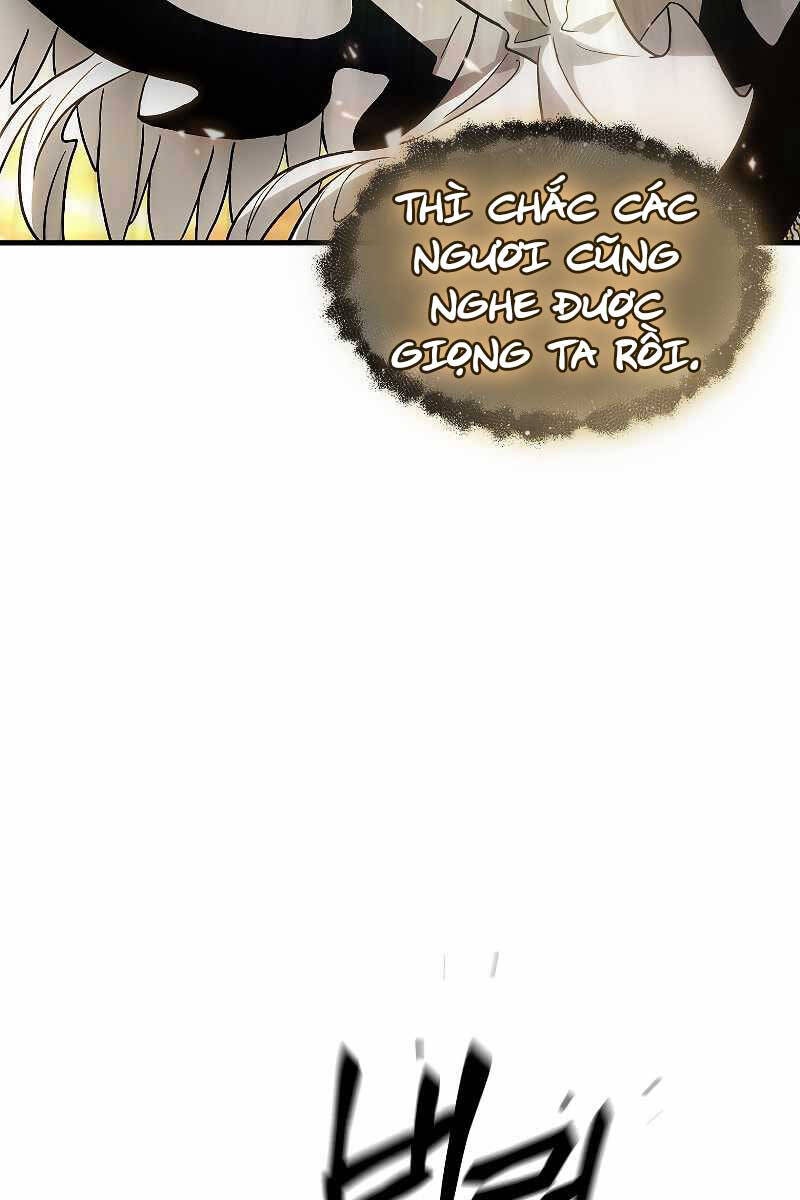 THÌ CHẮC CÁC
NGƯƠI CŨNG
NGHE ĐƯỢC
GIỌNG TA RỒI.